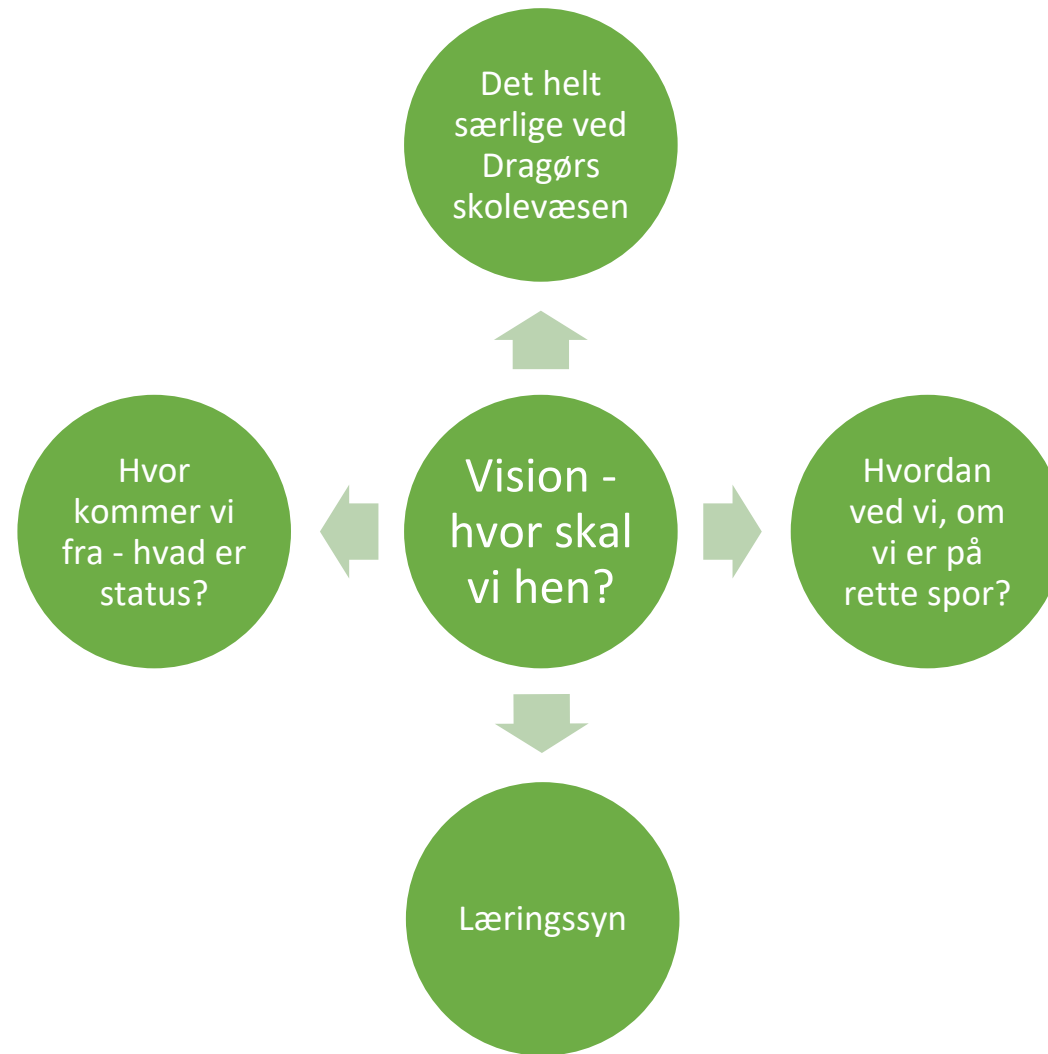 Det helt
særlige ved
Dragørs
skolevæsen
Hvor
kommer vi
fra - hvad er
status?
Vision -
hvor skal
vi hen?
Hvordan
ved vi, om
vi er på
rette spor?
Læringssyn